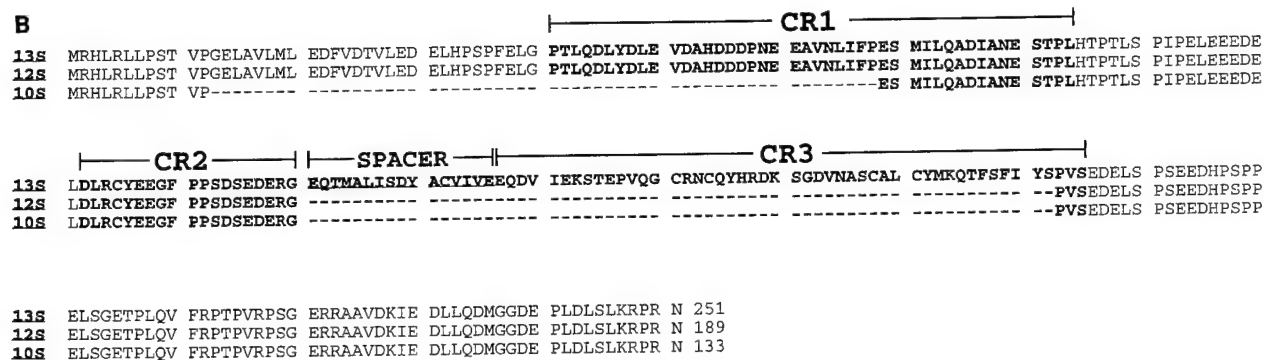 B
CR1
13S MRHLRLLPST VPGELAVLML EDFVDTVLED ELHPSPFELG PTLQDLYDLE VDAHDDDPNE EAVNLIFPES MILQADIANE STPLHTPTLS PIPELEEEDE
12S MRHLRLLPST VPGELAVLML EDFVDTVLED ELHPSPFELG PTLQDLYDLE VDAHDDDPNE EAVNLIFPES MILQADIANE STPLHTPTLS PIPELEEEDE
10S MRHLRLLPST VP-------- ---------- ---------- ---------- ---------- --------ES MILQADIANE STPLHTPTLS PIPELEEEDE
CR2 SPACER CR3
13S LDLRCYEEGF PPSDSEDERG EQTMALISDY ACVIVEEQDV IEKSTEPVQG CRNCQYHRDK SGDVNASCAL CYMKQTFSFI YSPVSEDELS PSEEDHPSPP
12S LDLRCYEEGF PPSDSEDERG ---------- ---------- ---------- ---------- ---------- ---------- --PVSEDELS PSEEDHPSPP
10S LDLRCYEEGF PPSDSEDERG ---------- ---------- ---------- ---------- ---------- ---------- --PVSEDELS PSEEDHPSPP
13S ELSGETPLQV FRPTPVRPSG ERRAAVDKIE DLLQDMGGDE PLDLSLKRPR N 251
12S ELSGETPLQV FRPTPVRPSG ERRAAVDKIE DLLQDMGGDE PLDLSLKRPR N 189
10S ELSGETPLQV FRPTPVRPSG ERRAAVDKIE DLLQDMGGDE PLDLSLKRPR N 133